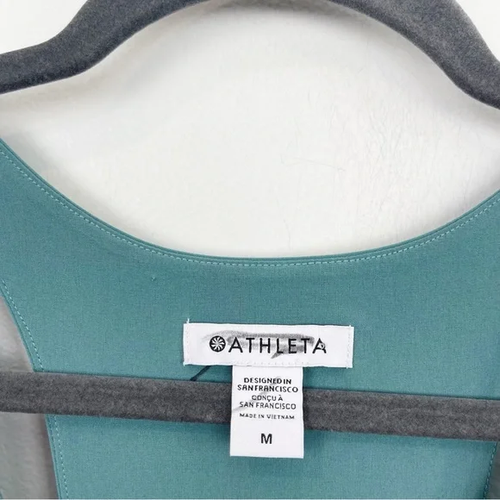 ATHLETA
DESIGNED IN
SAN FRANCISCO
CONÇU À
SAN FRANCISCO
MADE IN VIETNAM
M